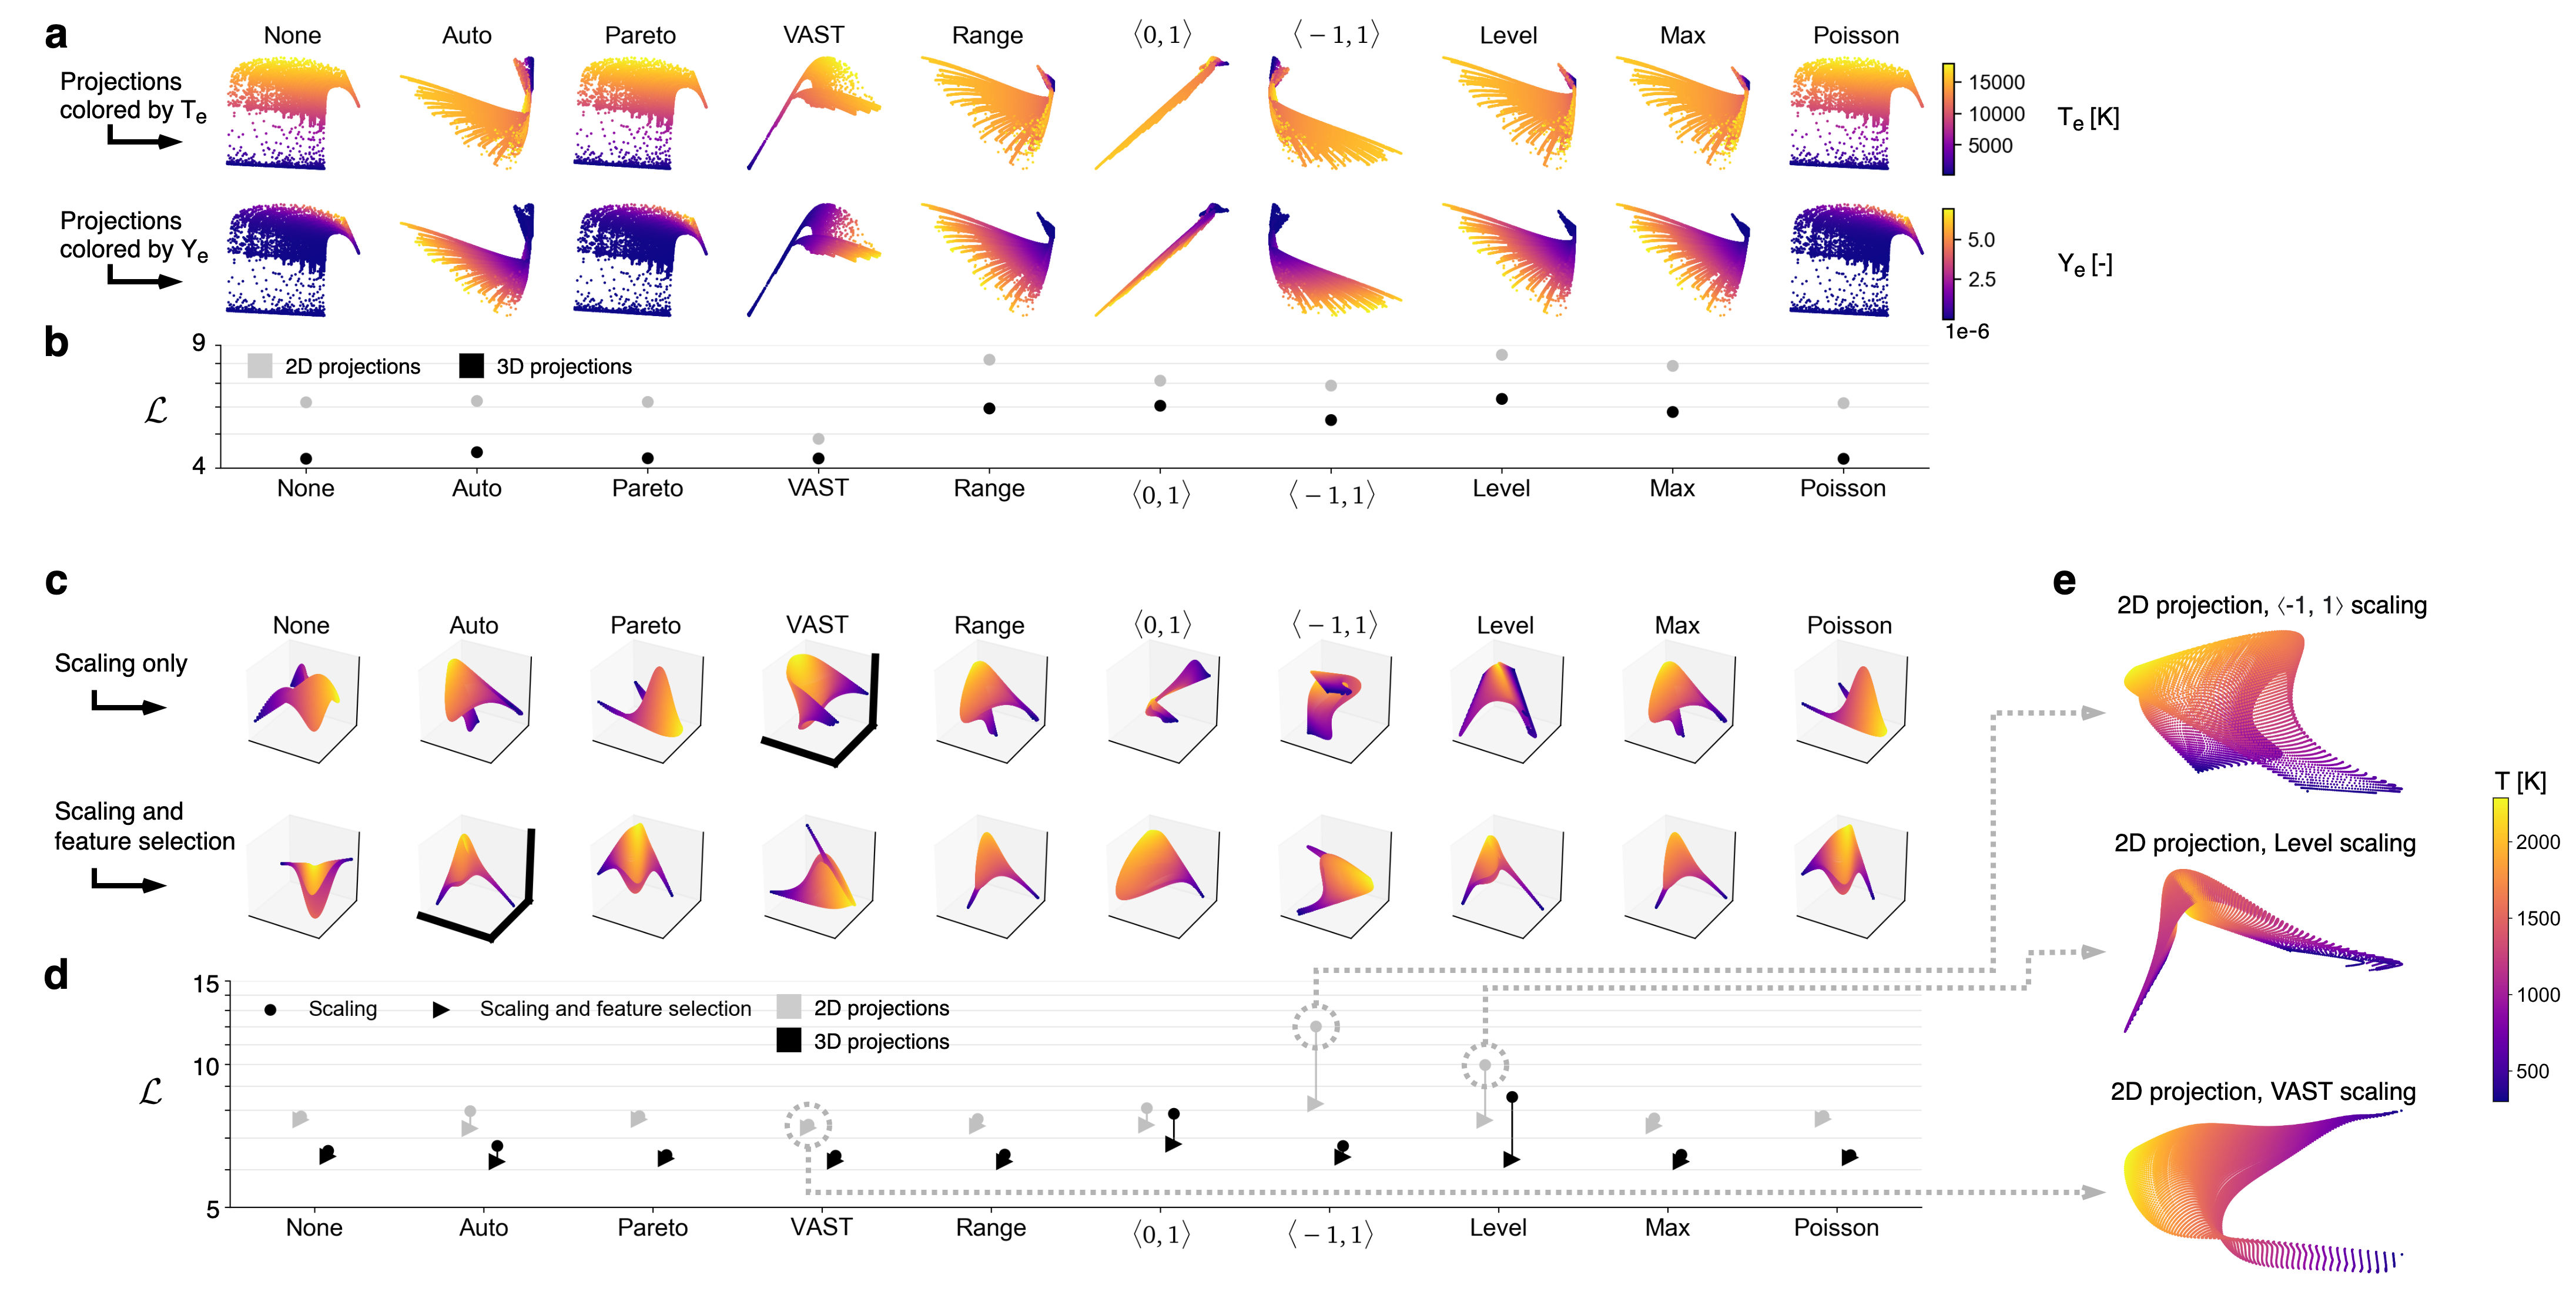 a
None Auto Pareto VAST Range ⟨0, 1⟩ ⟨−1, 1⟩ Level Max Poisson
Projections
colored by Te
15000
10000
5000
Te [K]
Projections
colored by Ye
5.0
2.5
1e-6
Ye [-]
b
9
4
ℒ
2D projections 3D projections
None Auto Pareto VAST Range ⟨0, 1⟩ ⟨−1, 1⟩ Level Max Poisson
c
None Auto Pareto VAST Range ⟨0, 1⟩ ⟨−1, 1⟩ Level Max Poisson
Scaling only
Scaling and
feature selection
d
15
10
5
ℒ
Scaling Scaling and feature selection 2D projections
3D projections
None Auto Pareto VAST Range ⟨0, 1⟩ ⟨−1, 1⟩ Level Max Poisson
e
2D projection, ⟨-1, 1⟩ scaling
2D projection, Level scaling
2D projection, VAST scaling
T [K]
2000
1500
1000
500